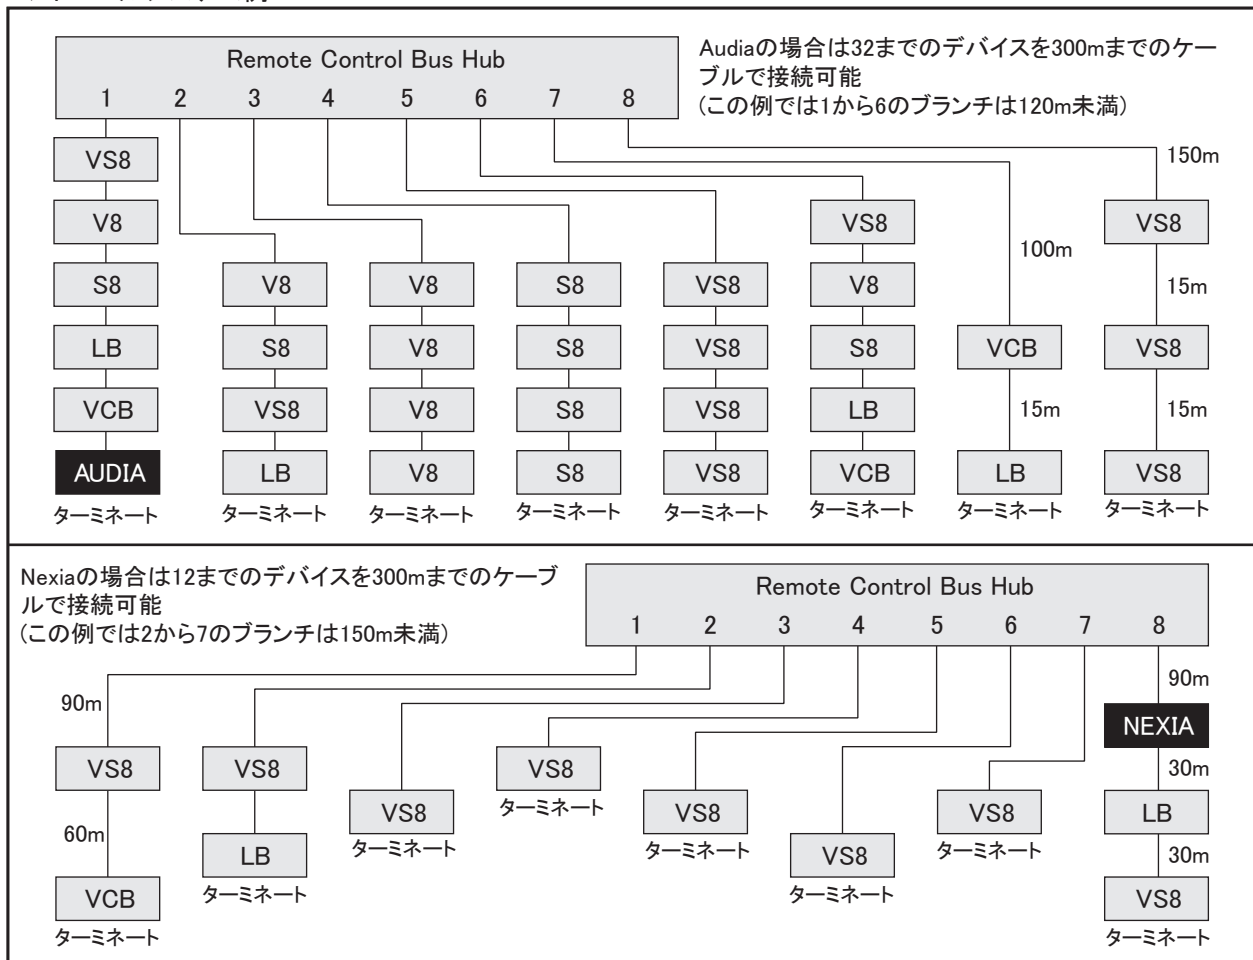 Remote Control Bus Hub
1 2 3 4 5 6 7 8
Audiaの場合は32までのデバイスを300mまでのケー
ブルで接続可能
(この例では1から6のブランチは120m未満)
VS8
V8
S8
LB
VCB
AUDIA
ターミネート
V8
S8
VS8
LB
ターミネート
V8
V8
V8
V8
ターミネート
S8
S8
S8
S8
ターミネート
VS8
VS8
VS8
VS8
ターミネート
VS8
V8
S8
LB
VCB
ターミネート
100m
VCB
15m
LB
ターミネート
150m
VS8
15m
VS8
15m
VS8
ターミネート
Nexiaの場合は12までのデバイスを300mまでのケーブ
ルで接続可能
(この例では2から7のブランチは150m未満)
Remote Control Bus Hub
1 2 3 4 5 6 7 8
90m
VS8
60m
VCB
ターミネート
VS8
LB
ターミネート
VS8
ターミネート
VS8
ターミネート
VS8
ターミネート
VS8
ターミネート
VS8
ターミネート
90m
NEXIA
30m
LB
30m
VS8
ターミネート